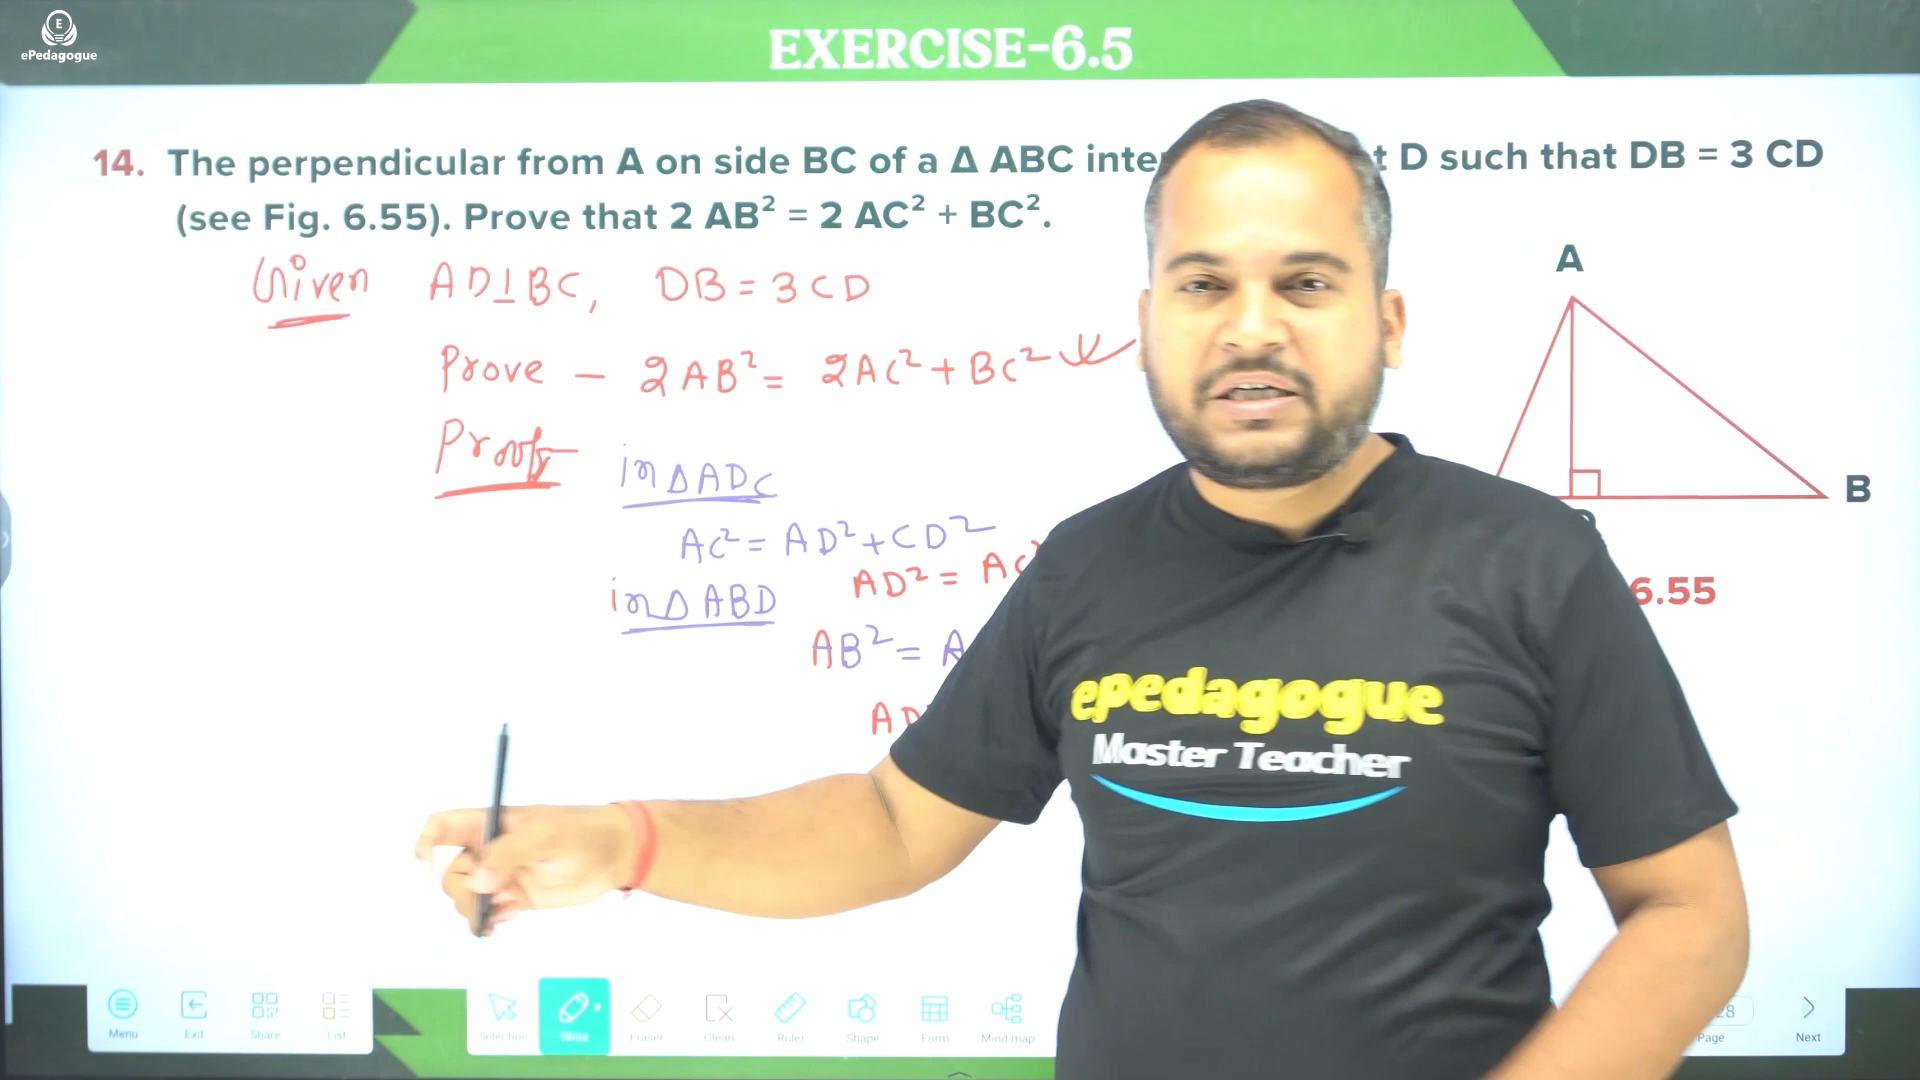 E
ePedagogue
EXERCISE-6.5
14. The perpendicular from A on side BC of a Δ ABC D such that DB = 3 CD
(see Fig. 6.55). Prove that 2 AB² = 2 AC² + BC².
Given AD⊥BC, DB = 3CD
Prove - 2AB² = 2AC² + BC²
Proof
in Δ ADC
AC² = AD² + CD²
AD² = AC
in Δ ABD
AB² = A
AD
A
B
6.55
epedagogue
Master Teacher
Menu Exit Share List Selection Write Eraser Clean Ruler Shape Form Mind map Page Next